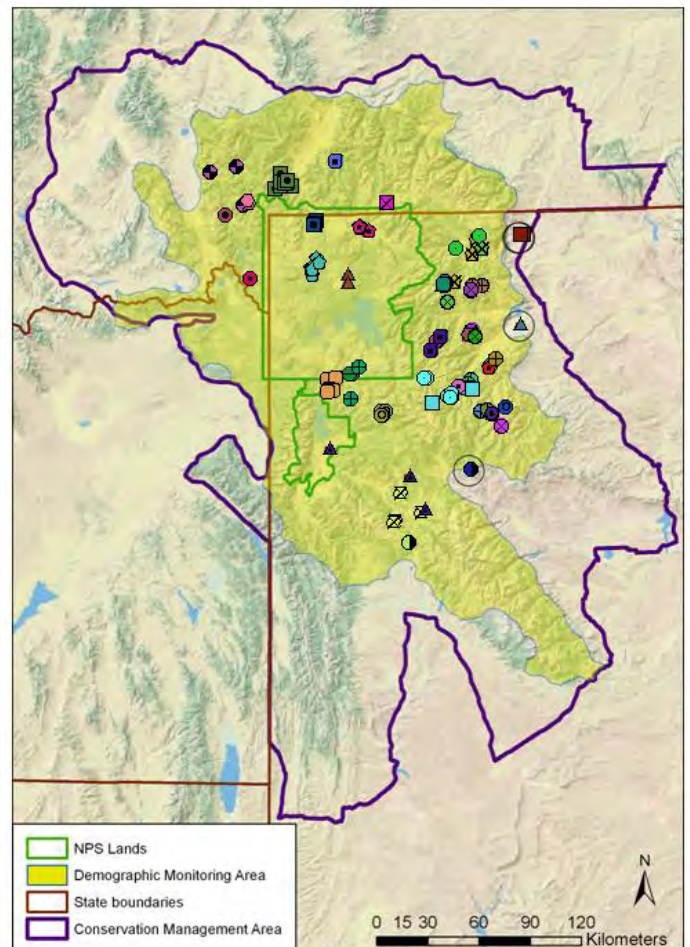 NPS Lands
Demographic Monitoring Area
State boundaries
Conservation Management Area
N
0 15 30 60 90 120
Kilometers